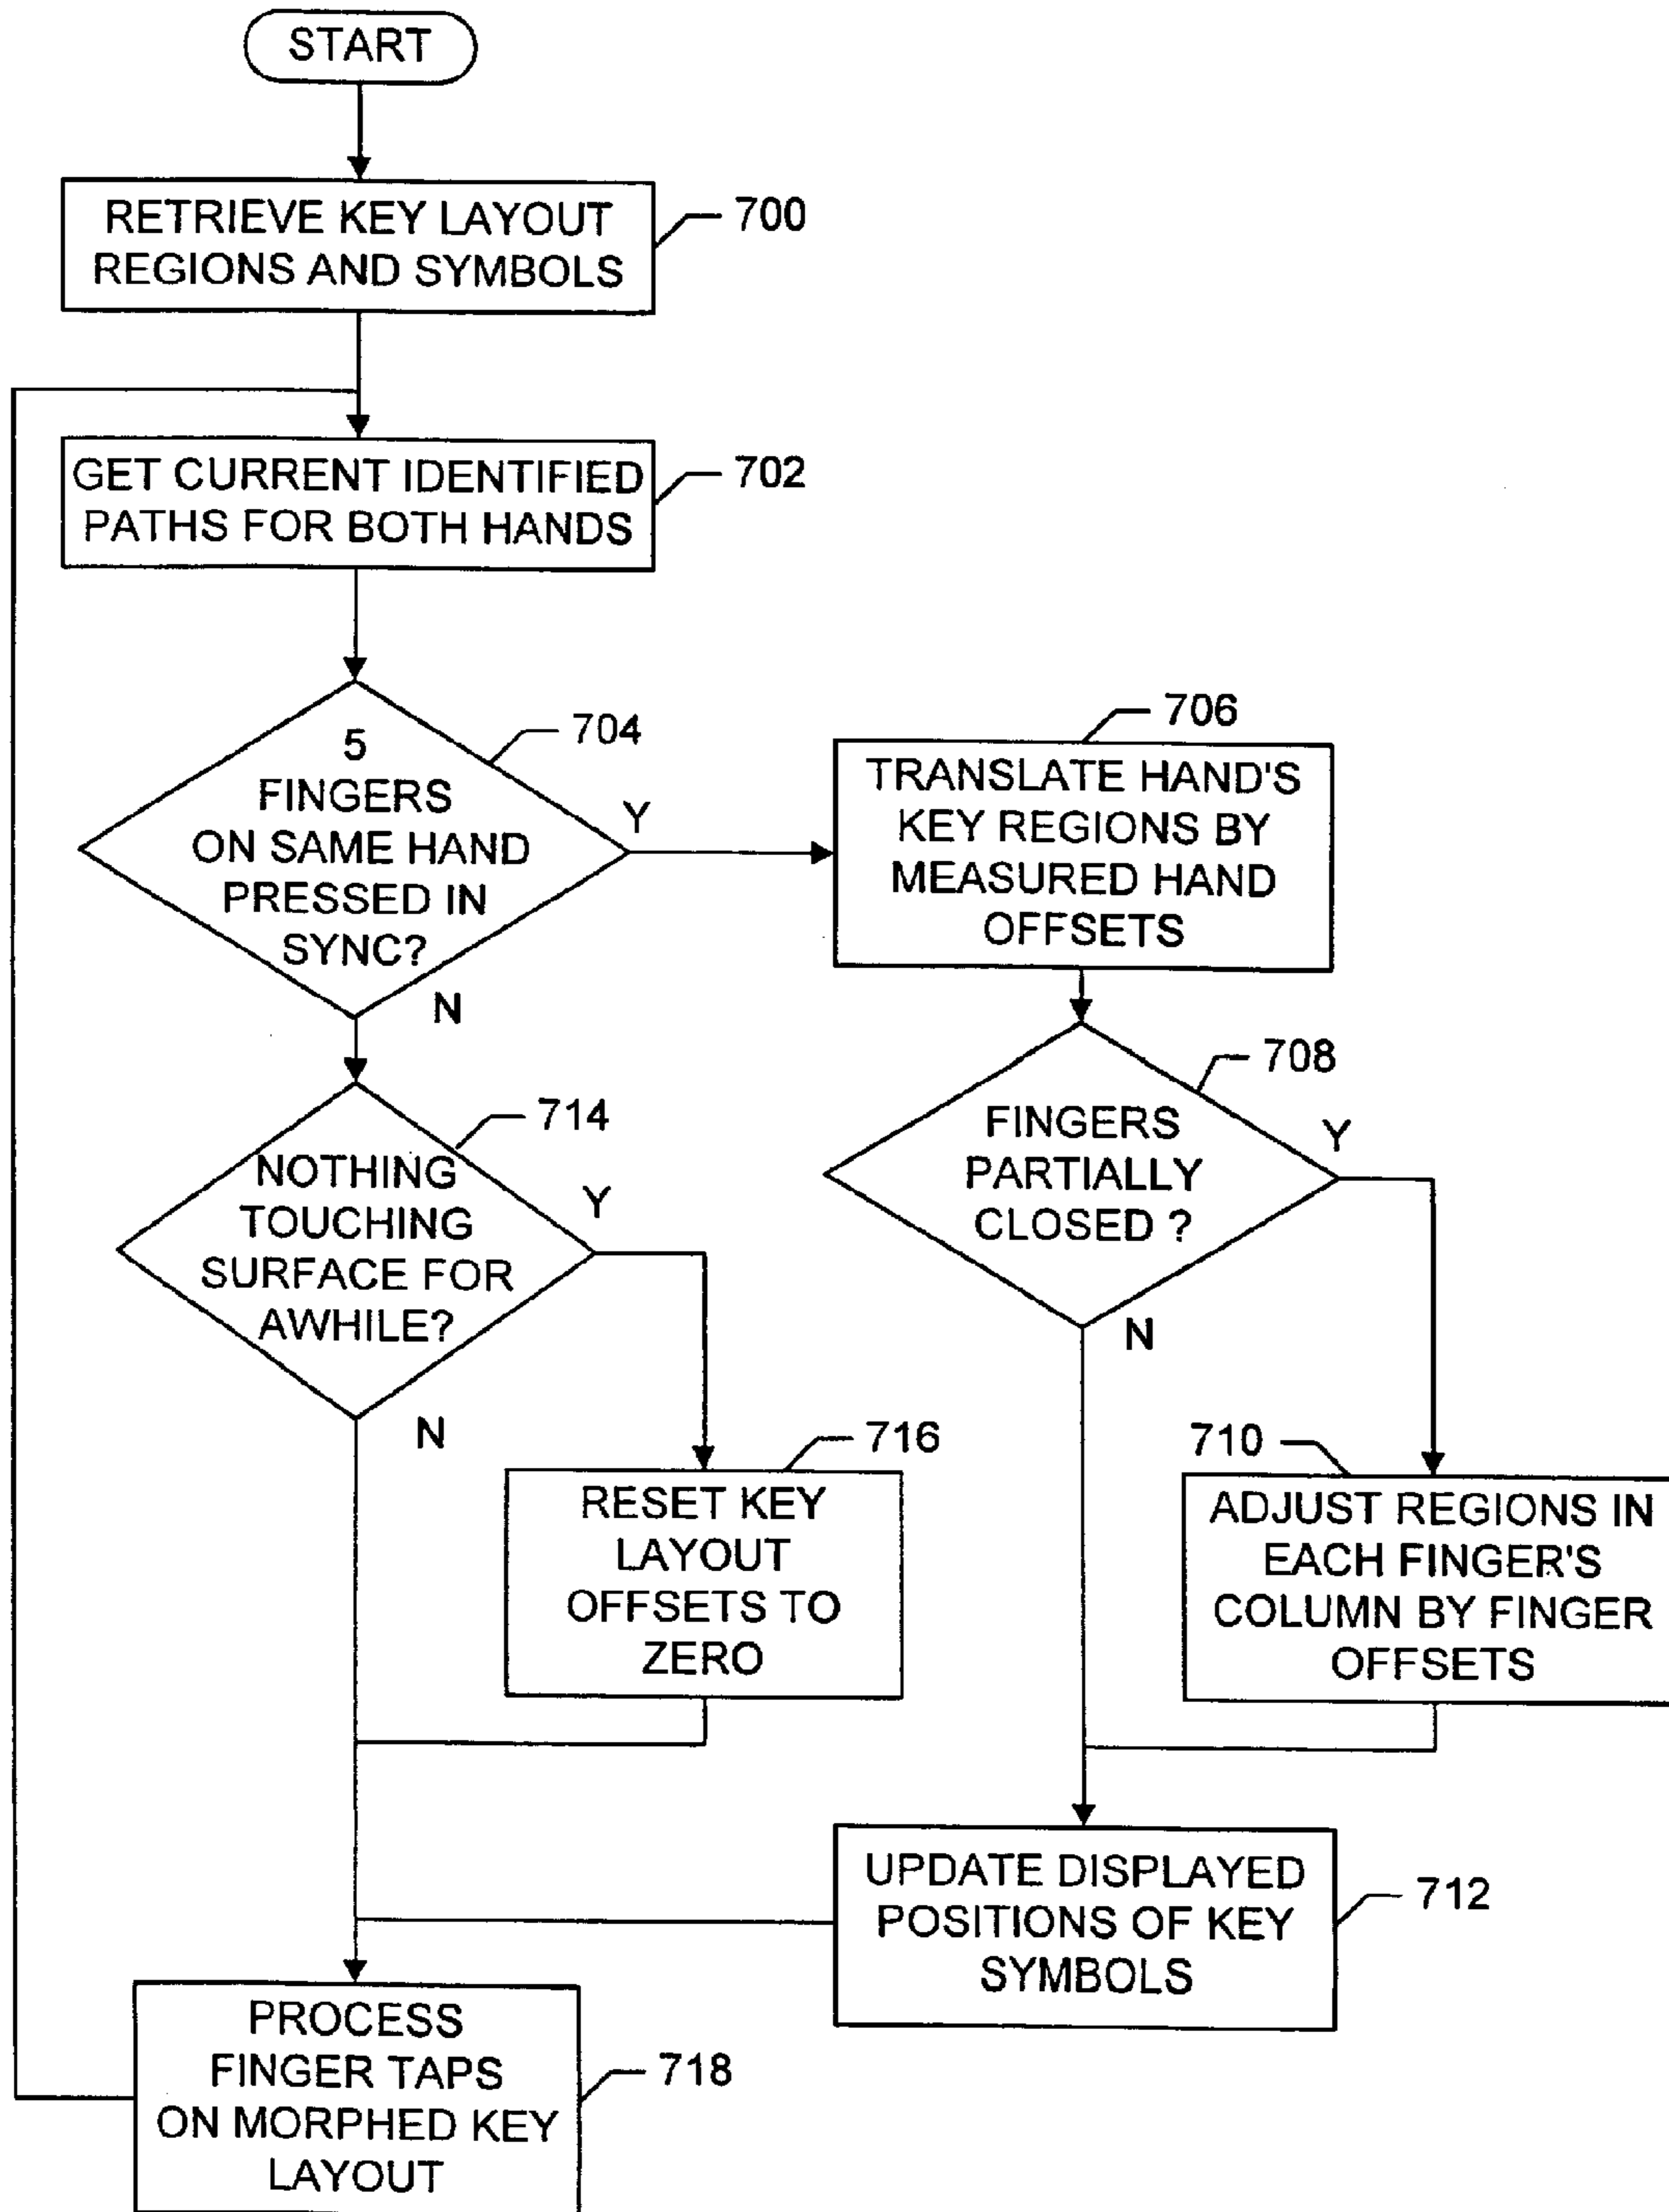 START
RETRIEVE KEY LAYOUT
REGIONS AND SYMBOLS
700
GET CURRENT IDENTIFIED
PATHS FOR BOTH HANDS
702
5
FINGERS
ON SAME HAND
PRESSED IN
SYNC?
704
Y
N
706
TRANSLATE HAND'S
KEY REGIONS BY
MEASURED HAND
OFFSETS
708
FINGERS
PARTIALLY
CLOSED ?
Y
N
714
NOTHING
TOUCHING
SURFACE FOR
AWHILE?
Y
N
716
RESET KEY
LAYOUT
OFFSETS TO
ZERO
710
ADJUST REGIONS IN
EACH FINGER'S
COLUMN BY FINGER
OFFSETS
UPDATE DISPLAYED
POSITIONS OF KEY
SYMBOLS
712
PROCESS
FINGER TAPS
ON MORPHED KEY
LAYOUT
718